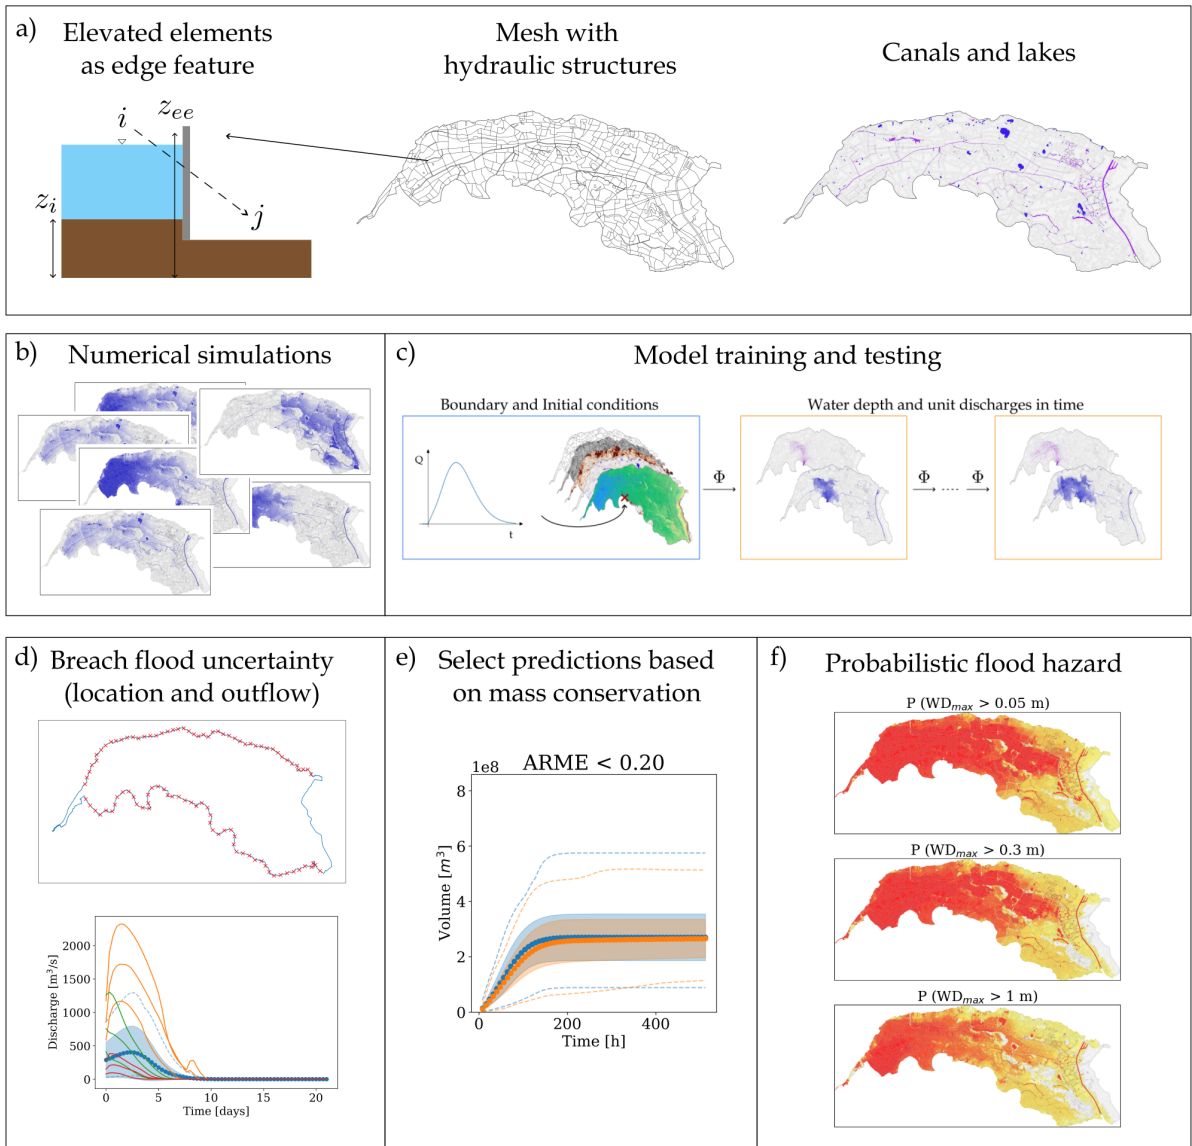 a)
Elevated elements
as edge feature
Mesh with
hydraulic structures
Canals and lakes
z_ee
i
z_i
j
b)
Numerical simulations
c)
Model training and testing
Boundary and Initial conditions
Water depth and unit discharges in time
Q
t
Φ
Φ
Φ
d)
Breach flood uncertainty
(location and outflow)
2000
1500
1000
500
0
Discharge [m³/s]
0 5 10 15 20
Time [days]
e)
Select predictions based
on mass conservation
1e8
ARME < 0.20
8
6
4
2
0
Volume [m³]
0 200 400
Time [h]
f)
Probabilistic flood hazard
P (WD_max > 0.05 m)
P (WD_max > 0.3 m)
P (WD_max > 1 m)